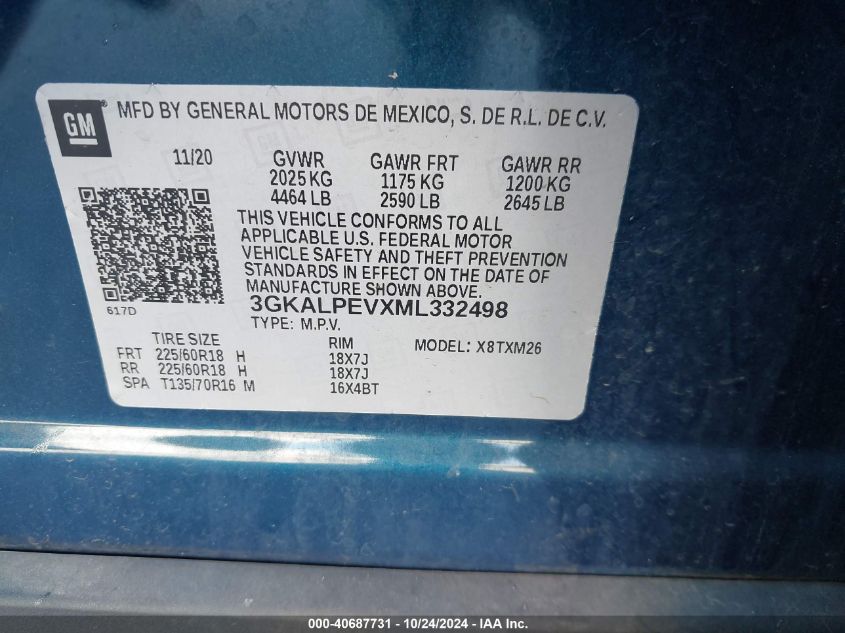 GM
MFD BY GENERAL MOTORS DE MEXICO, S. DE R.L. DE C.V.
11/20 GVWR GAWR FRT GAWR RR
2025 KG 1175 KG 1200 KG
4464 LB 2590 LB 2645 LB
THIS VEHICLE CONFORMS TO ALL
APPLICABLE U.S. FEDERAL MOTOR
VEHICLE SAFETY AND THEFT PREVENTION
STANDARDS IN EFFECT ON THE DATE OF
MANUFACTURE SHOWN ABOVE.
617D
3GKALPEVXML332498
TYPE: M.P.V.
TIRE SIZE RIM MODEL: X8TXM26
FRT 225/60R18 H 18X7J
RR 225/60R18 H 18X7J
SPA T135/70R16 M 16X4BT
000-40687731 - 10/24/2024 - IAA Inc.